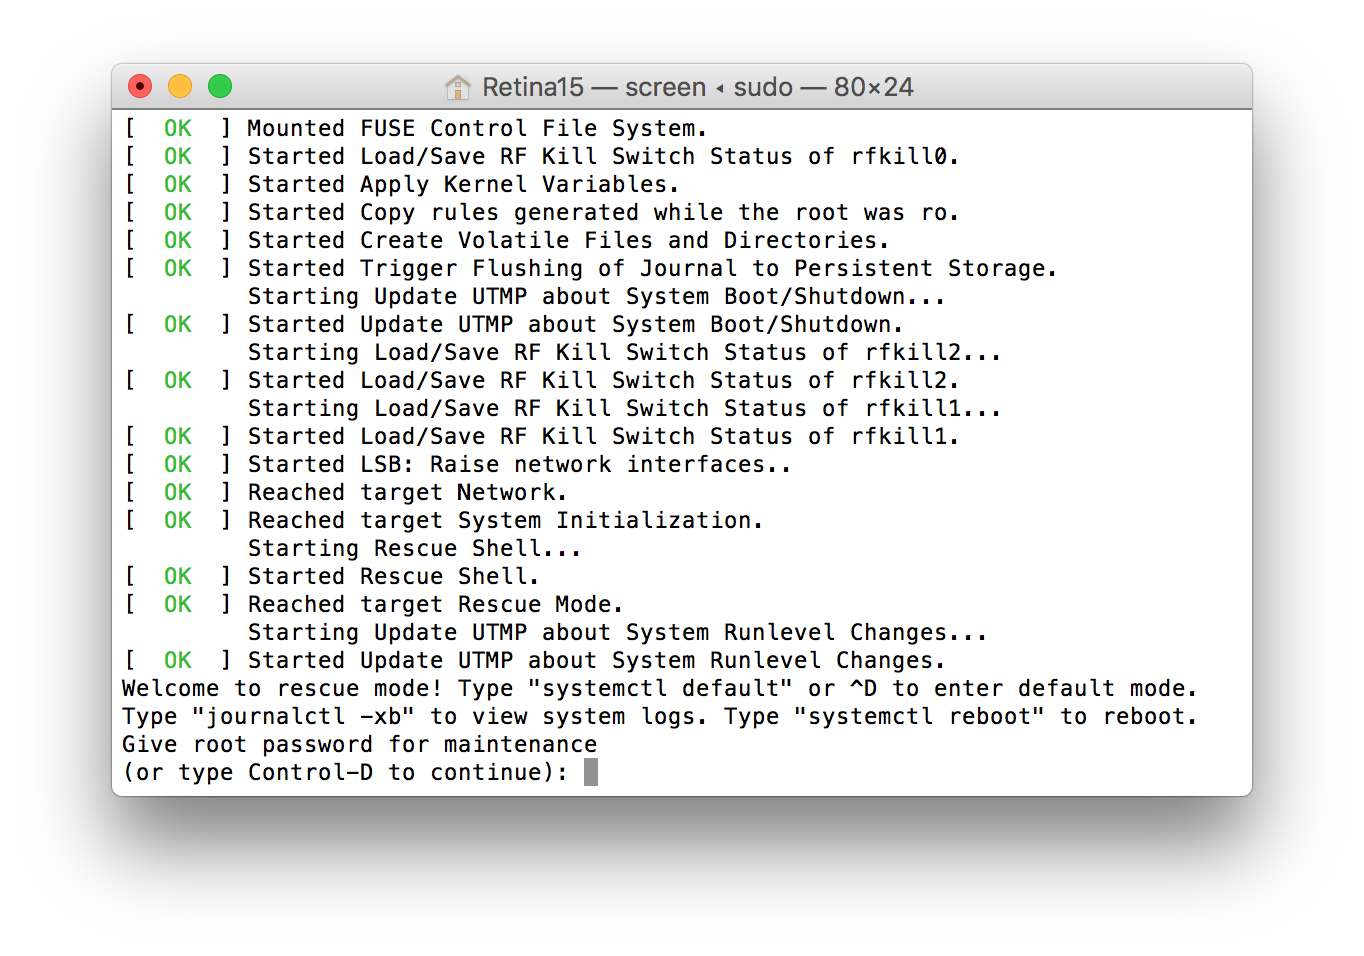 Retina15 — screen ◂ sudo — 80×24
[  OK  ] Mounted FUSE Control File System.
[  OK  ] Started Load/Save RF Kill Switch Status of rfkill0.
[  OK  ] Started Apply Kernel Variables.
[  OK  ] Started Copy rules generated while the root was ro.
[  OK  ] Started Create Volatile Files and Directories.
[  OK  ] Started Trigger Flushing of Journal to Persistent Storage.
         Starting Update UTMP about System Boot/Shutdown...
[  OK  ] Started Update UTMP about System Boot/Shutdown.
         Starting Load/Save RF Kill Switch Status of rfkill2...
[  OK  ] Started Load/Save RF Kill Switch Status of rfkill2.
         Starting Load/Save RF Kill Switch Status of rfkill1...
[  OK  ] Started Load/Save RF Kill Switch Status of rfkill1.
[  OK  ] Started LSB: Raise network interfaces..
[  OK  ] Reached target Network.
[  OK  ] Reached target System Initialization.
         Starting Rescue Shell...
[  OK  ] Started Rescue Shell.
[  OK  ] Reached target Rescue Mode.
         Starting Update UTMP about System Runlevel Changes...
[  OK  ] Started Update UTMP about System Runlevel Changes.
Welcome to rescue mode! Type "systemctl default" or ^D to enter default mode.
Type "journalctl -xb" to view system logs. Type "systemctl reboot" to reboot.
Give root password for maintenance
(or type Control-D to continue):